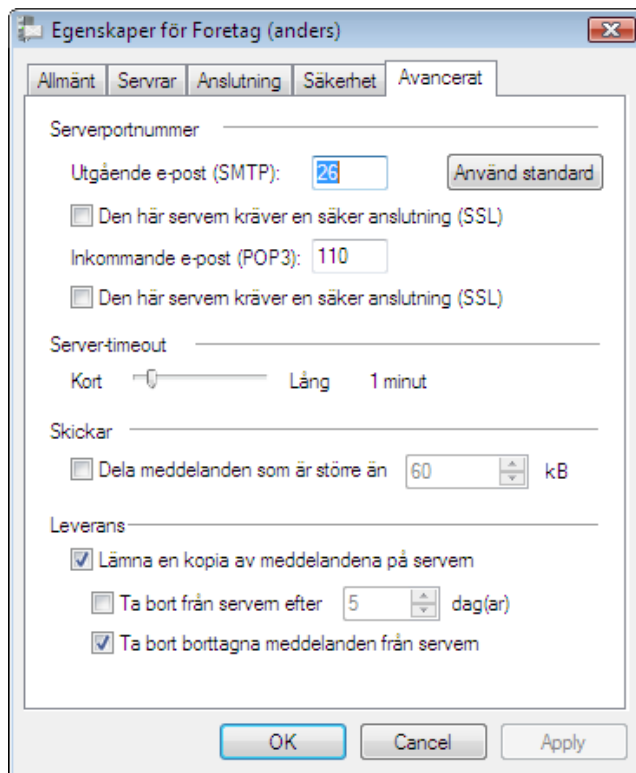 Egenskaper för Foretag (anders)
Allmänt Servrar Anslutning Säkerhet Avancerat
Serverportnummer
Utgående e-post (SMTP): 26 Använd standard
Den här servern kräver en säker anslutning (SSL)
Inkommande e-post (POP3): 110
Den här servern kräver en säker anslutning (SSL)
Server-timeout
Kort Lång 1 minut
Skickar
Dela meddelanden som är större än 60 kB
Leverans
Lämna en kopia av meddelandena på servern
Ta bort från servern efter 5 dag(ar)
Ta bort borttagna meddelanden från servern
OK Cancel Apply